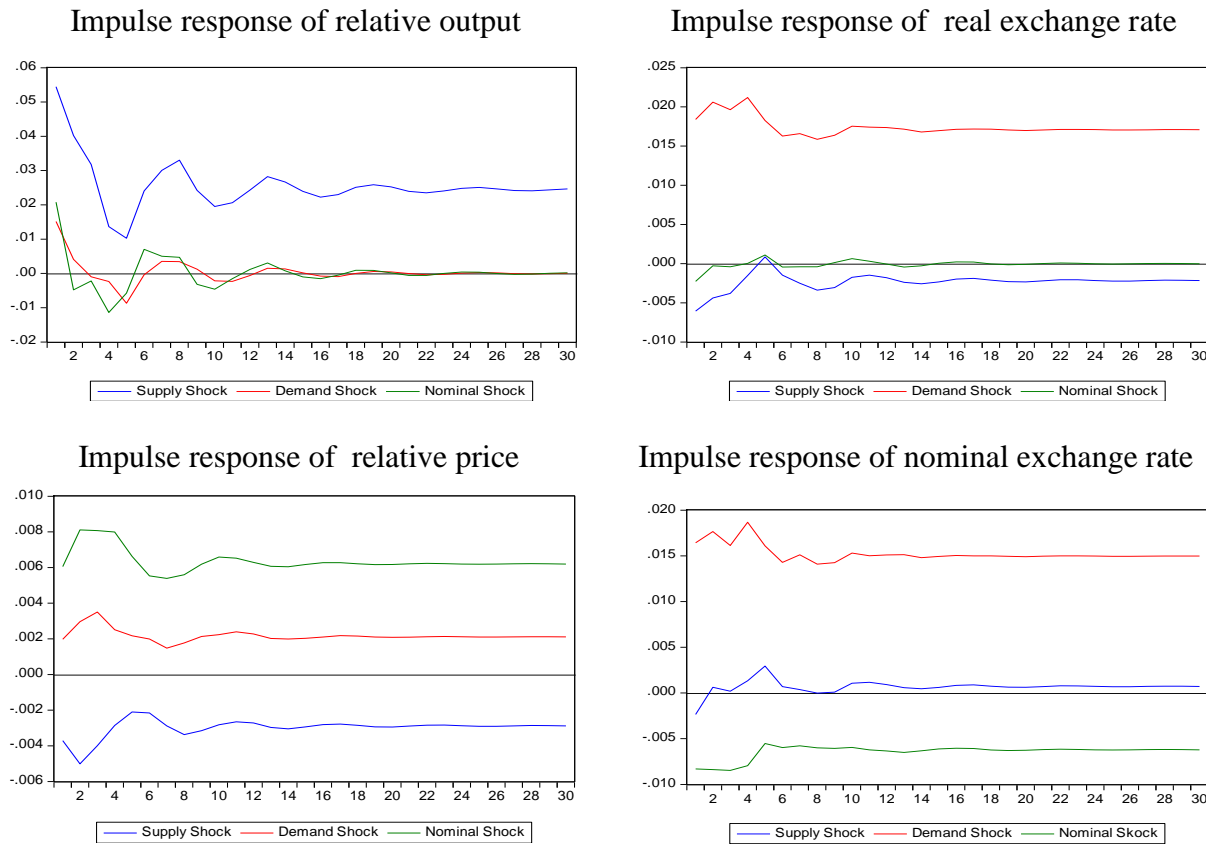 Impulse response of relative output
.06
.05
.04
.03
.02
.01
.00
-.01
-.02
2 4 6 8 10 12 14 16 18 20 22 24 26 28 30
Supply Shock Demand Shock Nominal Shock
Impulse response of real exchange rate
.025
.020
.015
.010
.005
.000
-.005
-.010
2 4 6 8 10 12 14 16 18 20 22 24 26 28 30
Supply Shock Demand Shock Nominal Shock
Impulse response of relative price
.010
.008
.006
.004
.002
.000
-.002
-.004
-.006
2 4 6 8 10 12 14 16 18 20 22 24 26 28 30
Supply Shock Demand Shock Nominal Shock
Impulse response of nominal exchange rate
.020
.015
.010
.005
.000
-.005
-.010
2 4 6 8 10 12 14 16 18 20 22 24 26 28 30
Supply Shock Demand Shock Nominal Skock